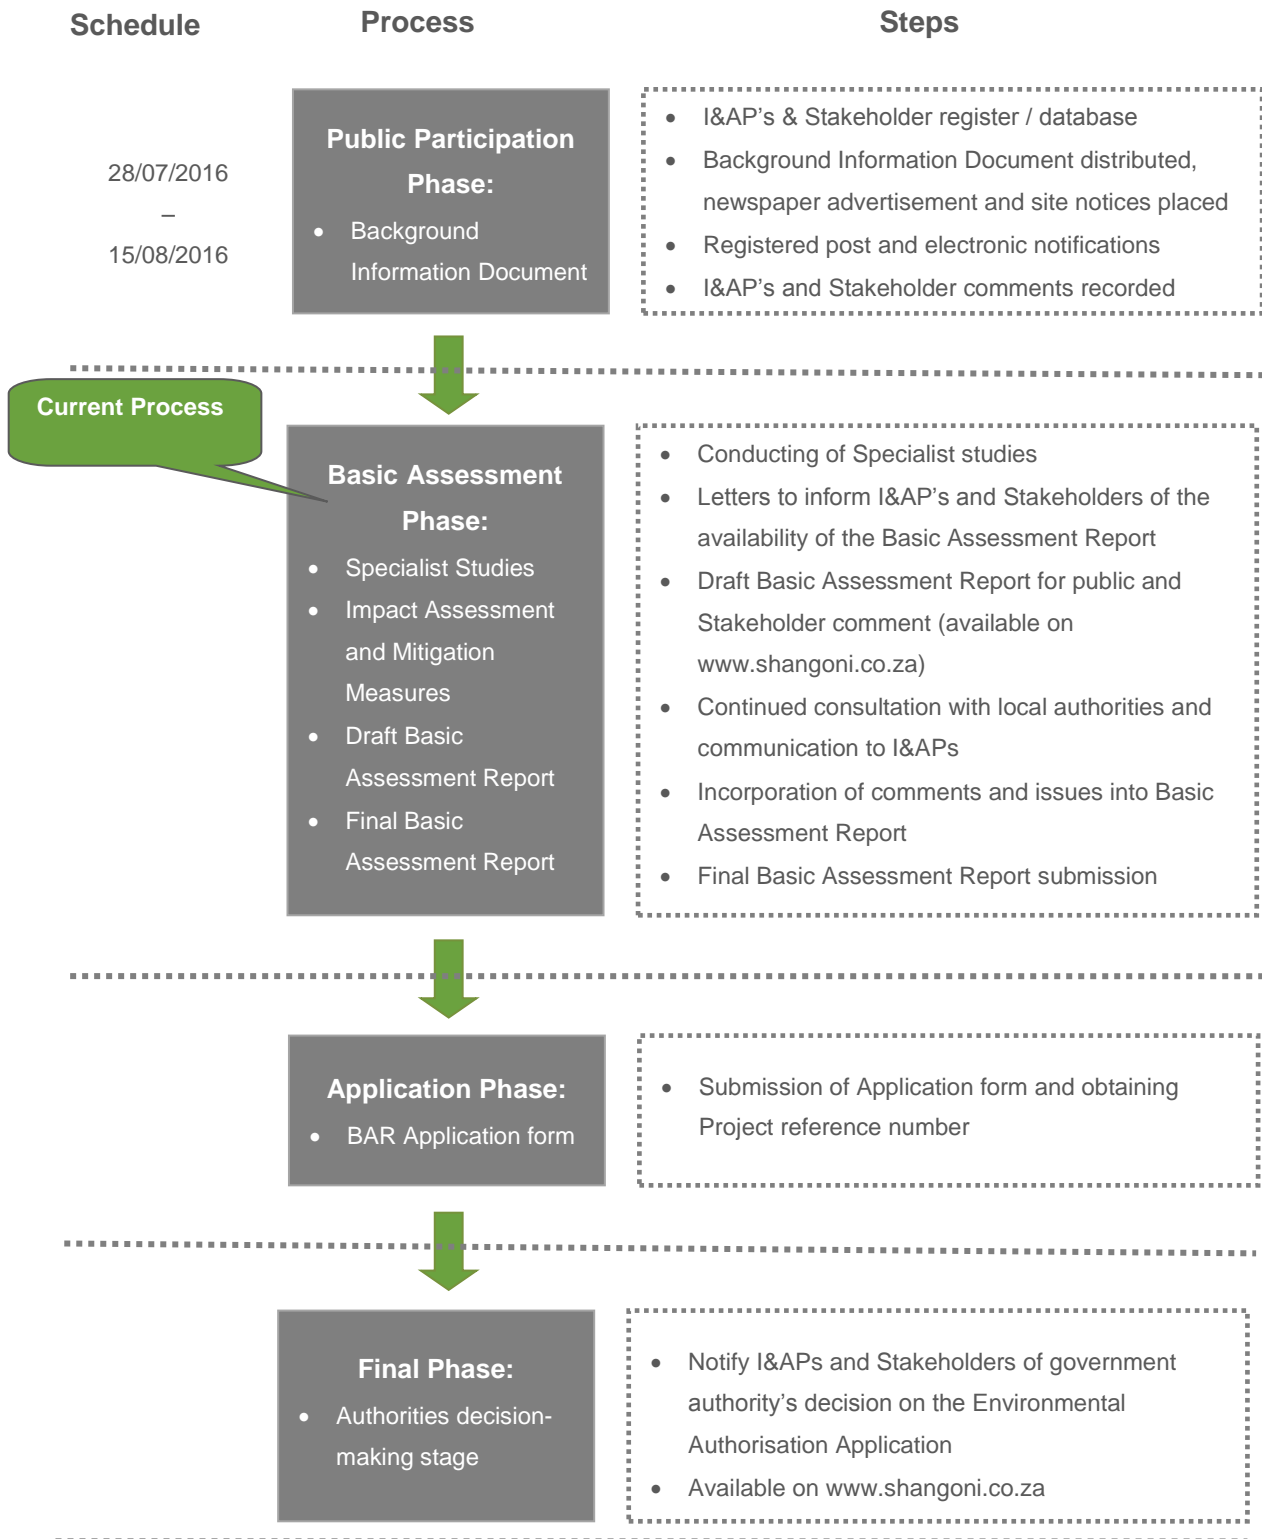 Schedule
Process
Steps
28/07/2016
–
15/08/2016
Public Participation
Phase:
• Background
Information Document
• I&AP's & Stakeholder register / database
• Background Information Document distributed,
newspaper advertisement and site notices placed
• Registered post and electronic notifications
• I&AP's and Stakeholder comments recorded
Current Process
Basic Assessment
Phase:
• Specialist Studies
• Impact Assessment
and Mitigation
Measures
• Draft Basic
Assessment Report
• Final Basic
Assessment Report
• Conducting of Specialist studies
• Letters to inform I&AP's and Stakeholders of the
availability of the Basic Assessment Report
• Draft Basic Assessment Report for public and
Stakeholder comment (available on
www.shangoni.co.za)
• Continued consultation with local authorities and
communication to I&APs
• Incorporation of comments and issues into Basic
Assessment Report
• Final Basic Assessment Report submission
Application Phase:
• BAR Application form
• Submission of Application form and obtaining
Project reference number
Final Phase:
• Authorities decision-
making stage
• Notify I&APs and Stakeholders of government
authority's decision on the Environmental
Authorisation Application
• Available on www.shangoni.co.za